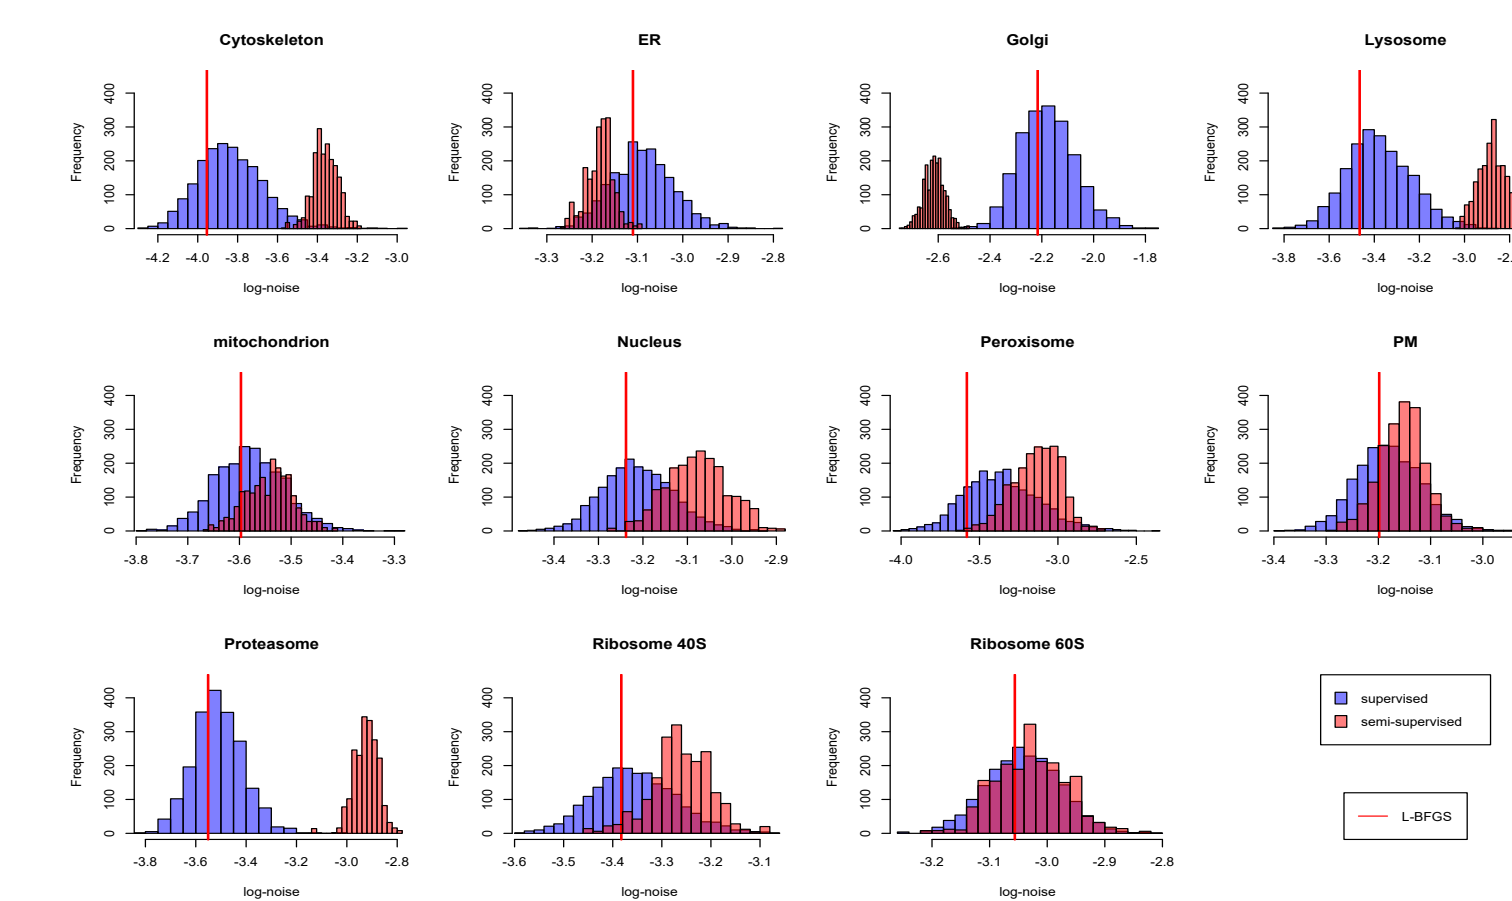 Cytoskeleton
ER
Golgi
Lysosome
Frequency
0 100 200 300 400
-4.2 -4.0 -3.8 -3.6 -3.4 -3.2 -3.0
log-noise
Frequency
0 100 200 300 400
-3.3 -3.2 -3.1 -3.0 -2.9 -2.8
log-noise
Frequency
0 100 200 300 400
-2.6 -2.4 -2.2 -2.0 -1.8
log-noise
Frequency
0 100 200 300 400
-3.8 -3.6 -3.4 -3.2 -3.0
log-noise
mitochondrion
Nucleus
Peroxisome
PM
Frequency
0 100 200 300 400
-3.8 -3.7 -3.6 -3.5 -3.4 -3.3
log-noise
Frequency
0 100 200 300 400
-3.4 -3.3 -3.2 -3.1 -3.0 -2.9
log-noise
Frequency
0 100 200 300 400
-4.0 -3.5 -3.0 -2.5
log-noise
Frequency
0 100 200 300 400
-3.4 -3.3 -3.2 -3.1 -3.0
log-noise
Proteasome
Ribosome 40S
Ribosome 60S
Frequency
0 100 200 300 400
-3.8 -3.6 -3.4 -3.2 -3.0 -2.8
log-noise
Frequency
0 100 200 300 400
-3.6 -3.5 -3.4 -3.3 -3.2 -3.1
log-noise
Frequency
0 100 200 300 400
-3.2 -3.1 -3.0 -2.9 -2.8
log-noise
supervised
semi-supervised
L-BFGS